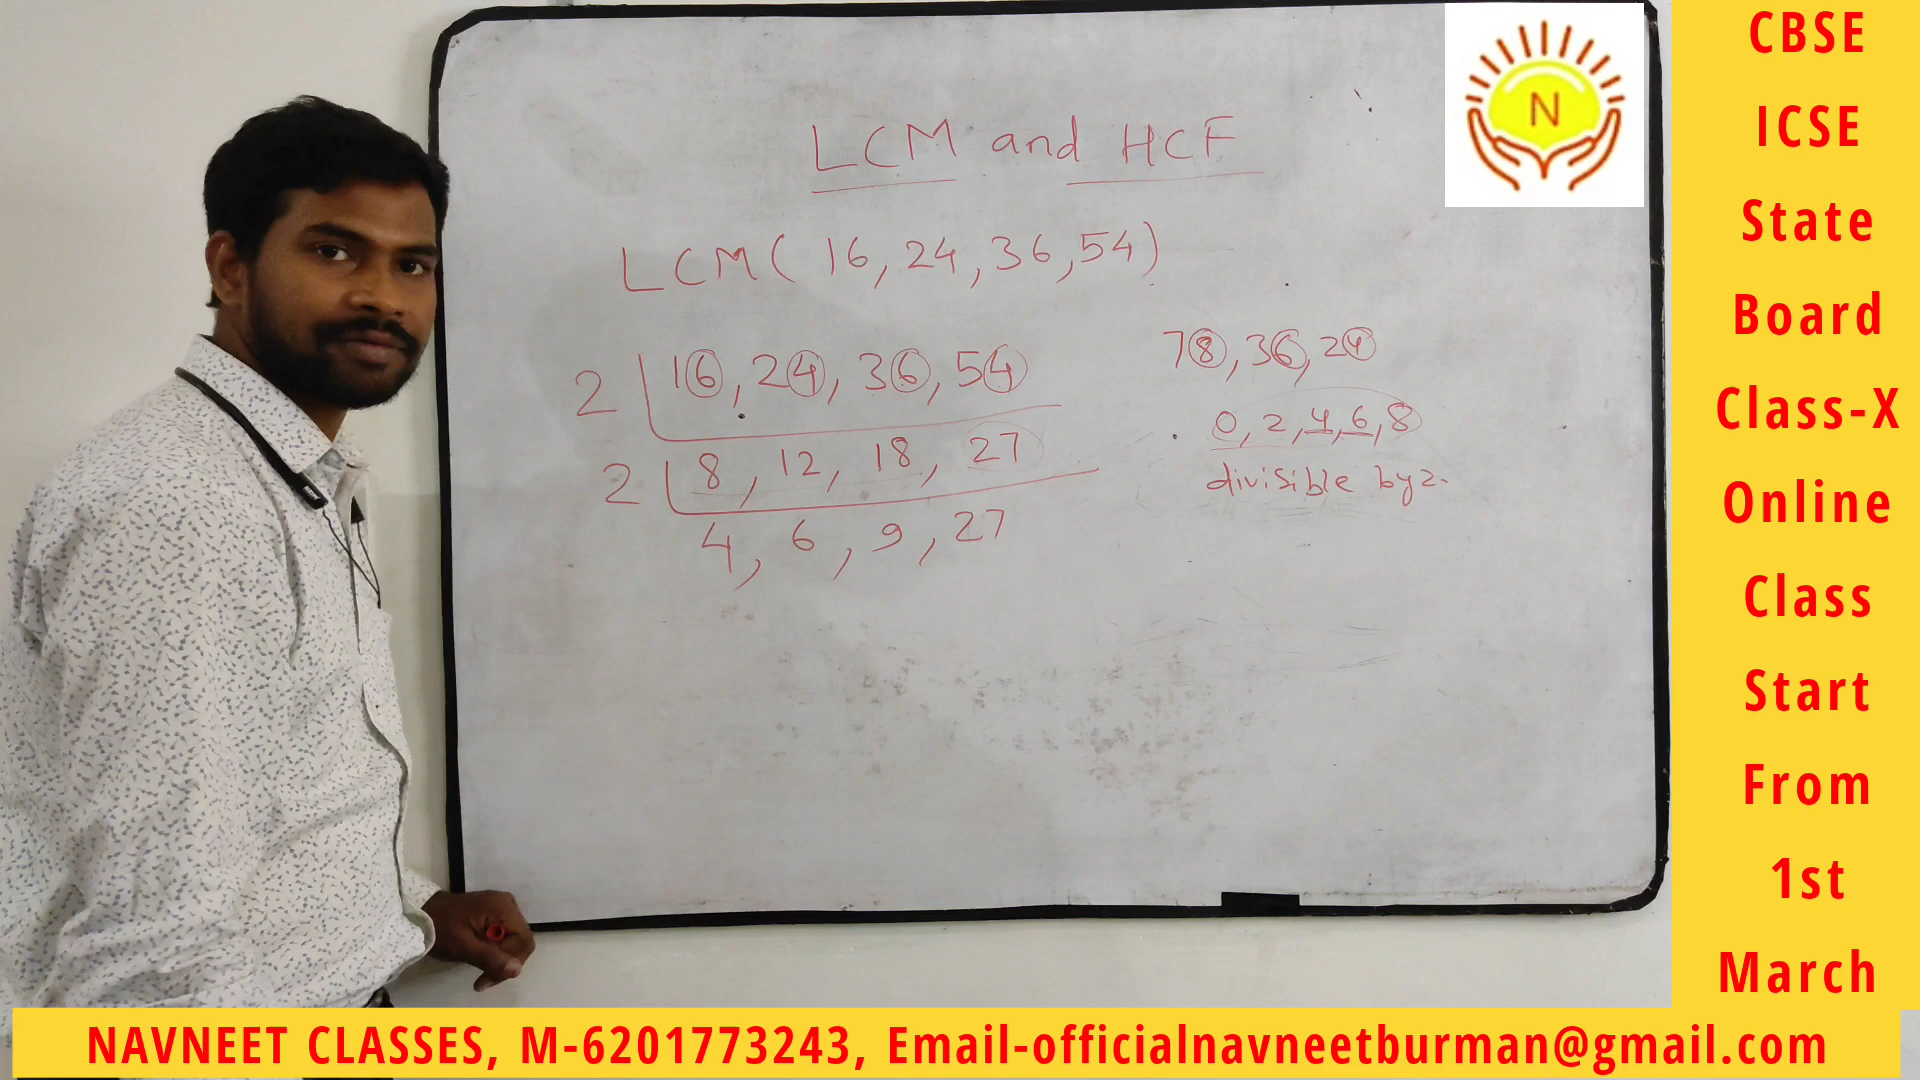 LCM and HCF
LCM(16,24,36,54)
2 16,24,36,54
2 8,12,18,27
4,6,9,27
78,36,24
0,2,4,6,8
divisible by 2.
N
CBSE
ICSE
State
Board
Class-X
Online
Class
Start
From
1st
March
NAVNEET CLASSES, M-6201773243, Email-officialnavneetburman@gmail.com